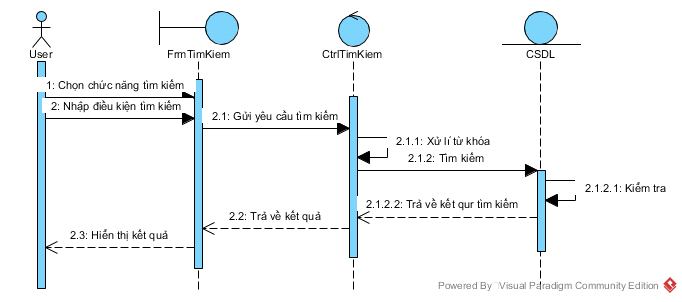 User
FrmTimKiem
CtrlTimKiem
CSDL
1: Chọn chức năng tìm kiếm
2: Nhập điều kiện tìm kiếm
2.1: Gửi yêu cầu tìm kiếm
2.1.1: Xử lí từ khóa
2.1.2: Tìm kiếm
2.1.2.1: Kiểm tra
2.1.2.2: Trả về kết qur tìm kiếm
2.2: Trả về kết quả
2.3: Hiển thị kết quả
Powered By Visual Paradigm Community Edition